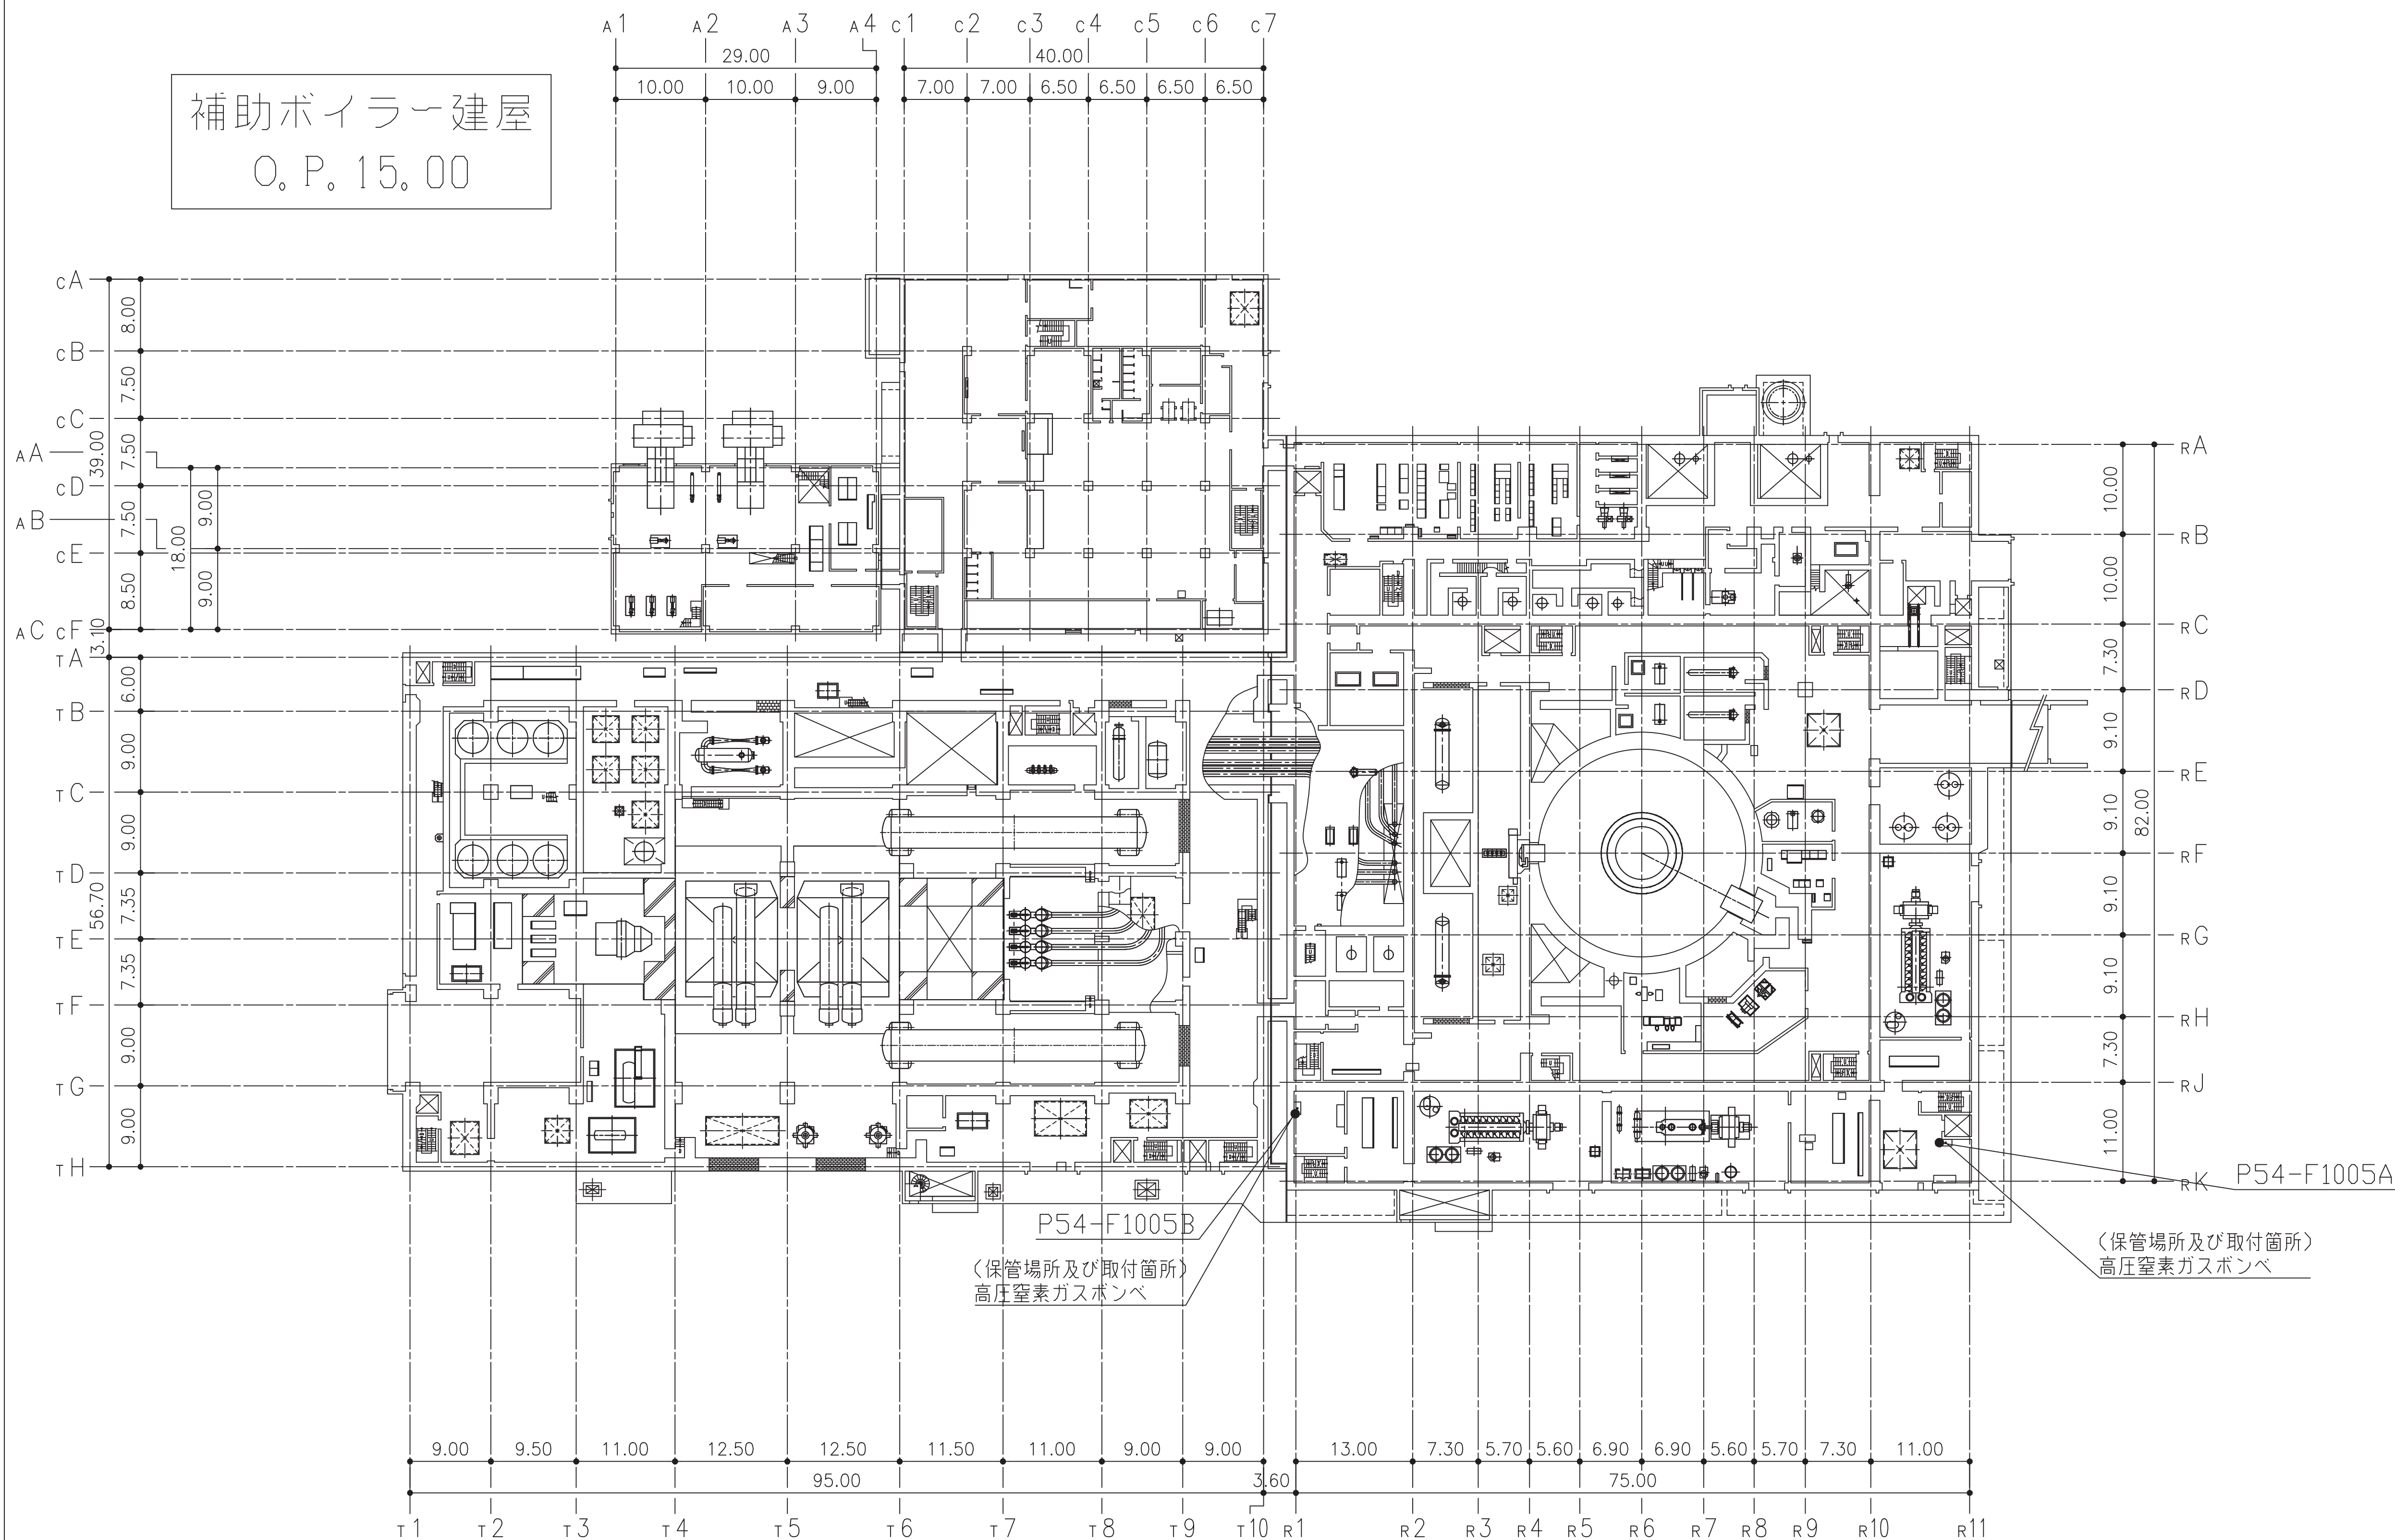 A1 A2 A3 A4 C1 C2 C3 C4 C5 C6 C7
29.00 40.00
10.00 10.00 9.00 7.00 7.00 6.50 6.50 6.50 6.50
補助ボイラー建屋
O.P. 15.00
CA
8.00
CB
7.50
CC
39.00
AA
7.50
CD
9.00
AB
7.50
18.00
CE
8.50
9.00
AC CF
3.10
TA
6.00
TB
9.00
TC
9.00
TD
56.70
7.35
TE
7.35
TF
9.00
TG
9.00
TH
RA
10.00
RB
10.00
RC
7.30
RD
9.10
RE
9.10
82.00
RF
9.10
RG
9.10
RH
7.30
RJ
11.00
RK
P54-F1005A
(保管場所及び取付箇所)
高圧窒素ガスボンベ
P54-F1005B
(保管場所及び取付箇所)
高圧窒素ガスボンベ
9.00 9.50 11.00 12.50 12.50 11.50 11.00 9.00 9.00 13.00 7.30 5.70 5.60 6.90 6.90 5.60 5.70 7.30 11.00
95.00 3.60 75.00
T1 T2 T3 T4 T5 T6 T7 T8 T9 T10 R1 R2 R3 R4 R5 R6 R7 R8 R9 R10 R11